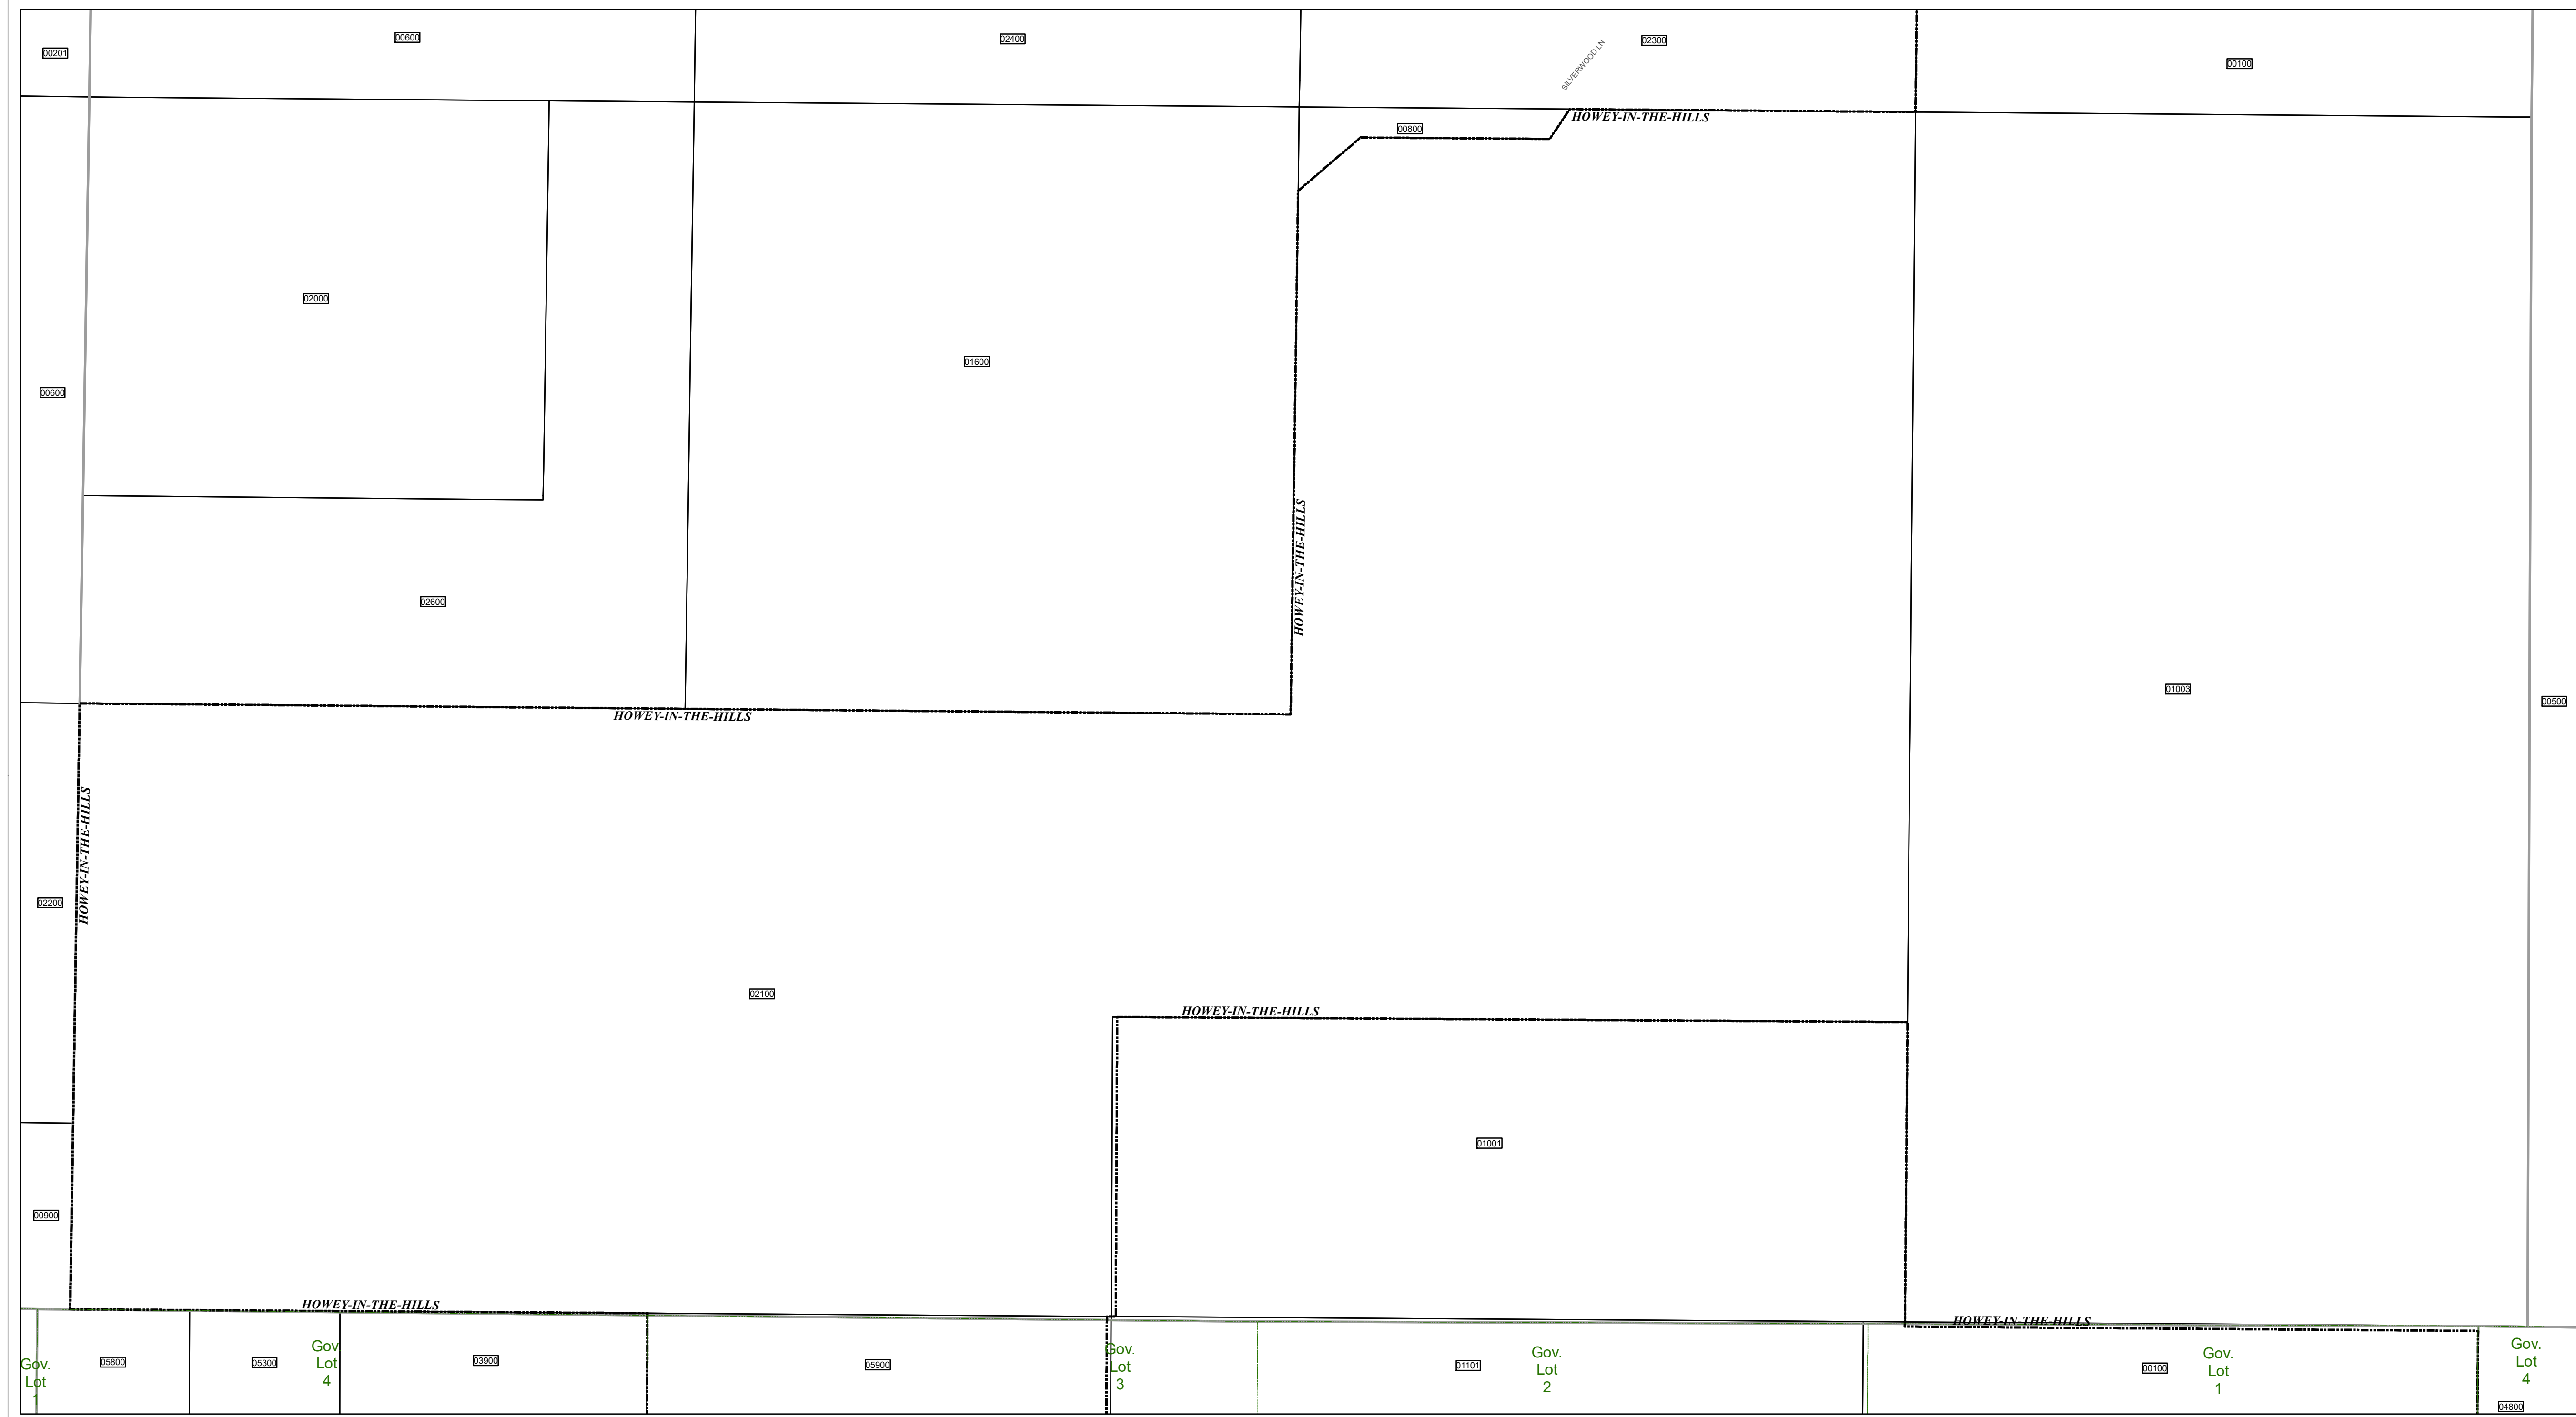 00201
00600
02400
SILVERWOOD LN
02300
00100
HOWEY-IN-THE-HILLS
00800
02000
01600
00600
HOWEY-IN-THE-HILLS
02600
01003
00500
HOWEY-IN-THE-HILLS
HOWEY-IN-THE-HILLS
02200
02100
HOWEY-IN-THE-HILLS
01001
00900
HOWEY-IN-THE-HILLS
HOWEY-IN-THE-HILLS
Gov.
Lot
1
05800
05300
Gov
Lot
4
03900
05900
Gov.
Lot
3
01101
Gov.
Lot
2
00100
Gov.
Lot
1
Gov.
Lot
4
04800